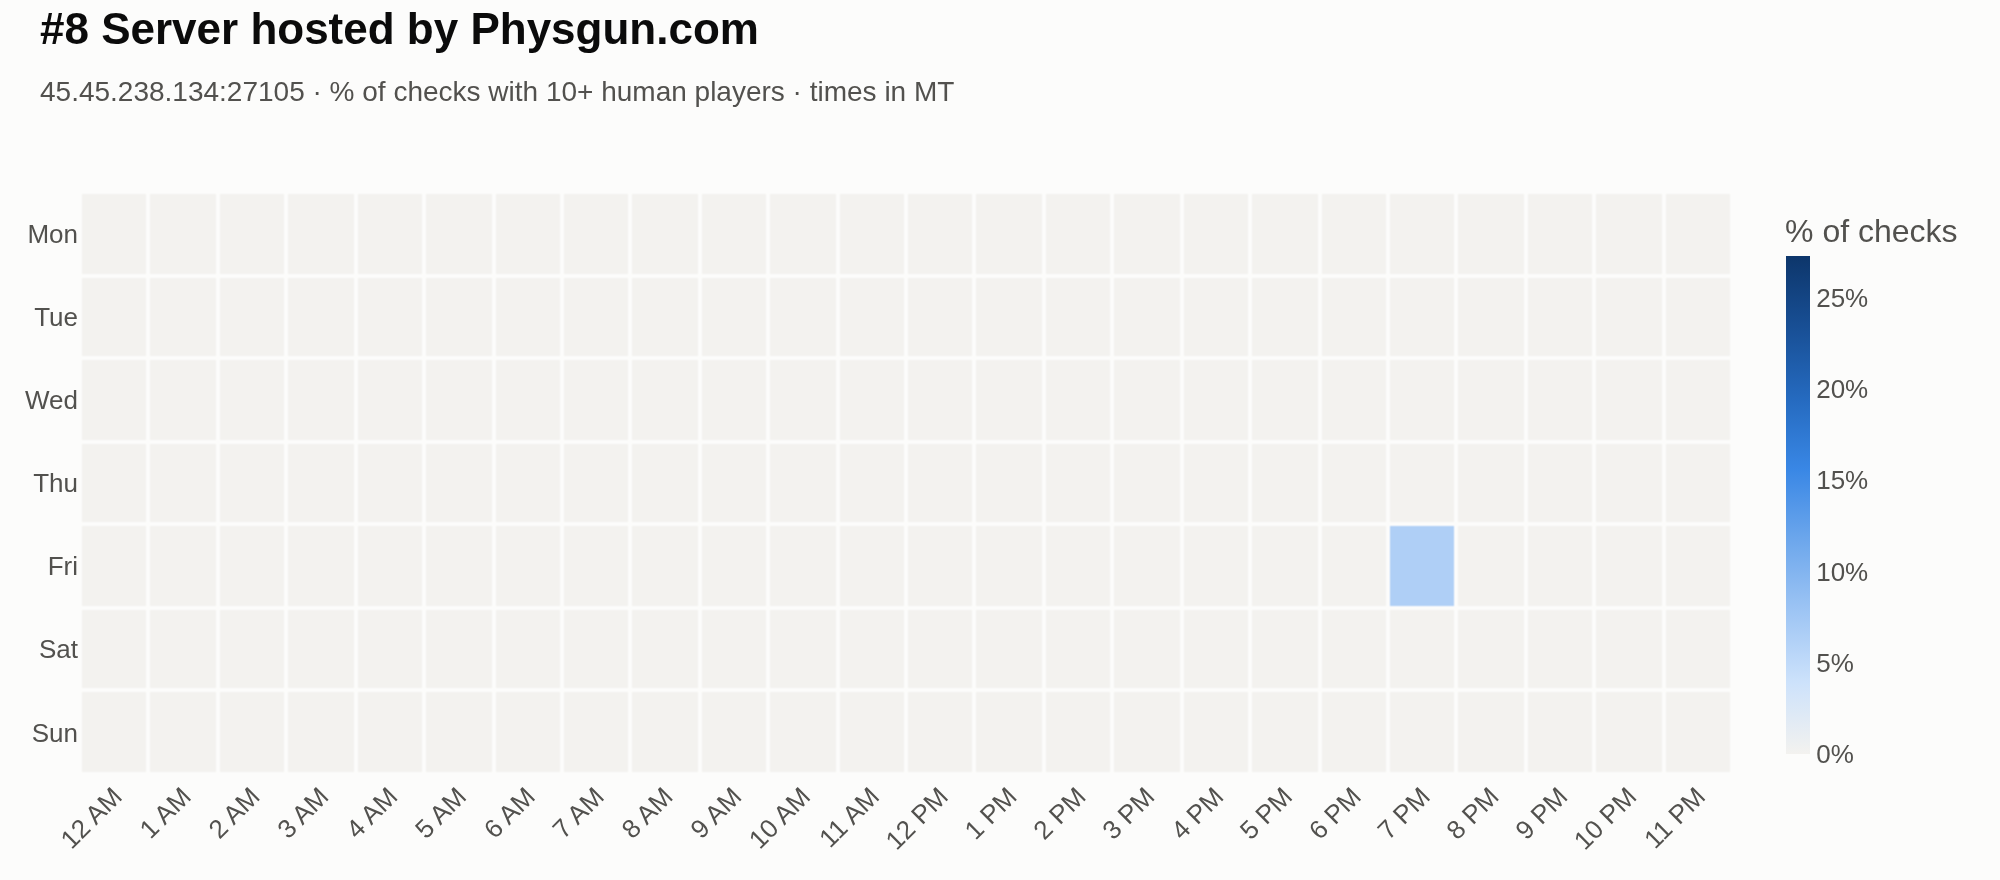 #8 Server hosted by Physgun.com
45.45.238.134:27105 · % of checks with 10+ human players · times in MT
% of checks
Mon
Tue
Wed
Thu
Fri
Sat
Sun
25%
20%
15%
10%
5%
0%
12 AM
1 AM
2 AM
3 AM
4 AM
5 AM
6 AM
7 AM
8 AM
9 AM
10 AM
11 AM
12 PM
1 PM
2 PM
3 PM
4 PM
5 PM
6 PM
7 PM
8 PM
9 PM
10 PM
11 PM